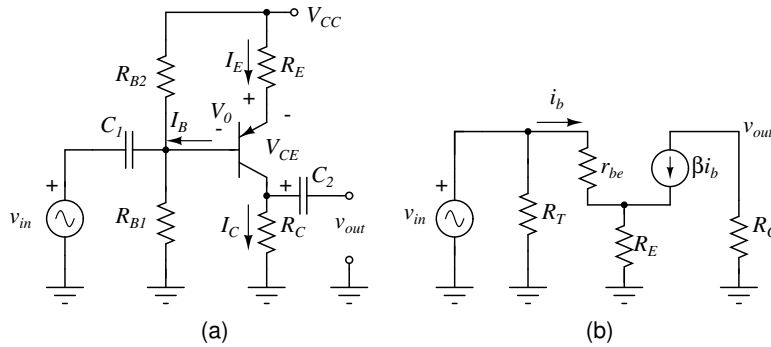 V_CC
I_E
R_E
R_B2
+
-
V_0
I_B
-
C_1
V_CE
+
C_2
+
v_in
R_B1
I_C
R_C
v_out
(a)
i_b
v_out
r_be
βi_b
+
v_in
R_T
R_E
R_C
(b)